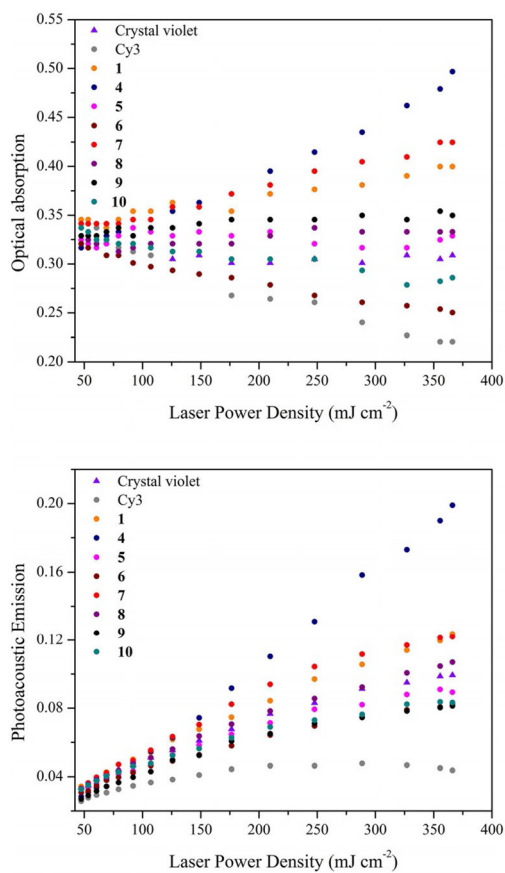 0.55
0.50
0.45
0.40
0.35
0.30
0.25
0.20
Optical absorption
Crystal violet
Cy3
1
4
5
6
7
8
9
10
50 100 150 200 250 300 350 400
Laser Power Density (mJ cm⁻²)
0.20
0.16
0.12
0.08
0.04
Photoacoustic Emission
Crystal violet
Cy3
1
4
5
6
7
8
9
10
50 100 150 200 250 300 350 400
Laser Power Density (mJ cm⁻²)